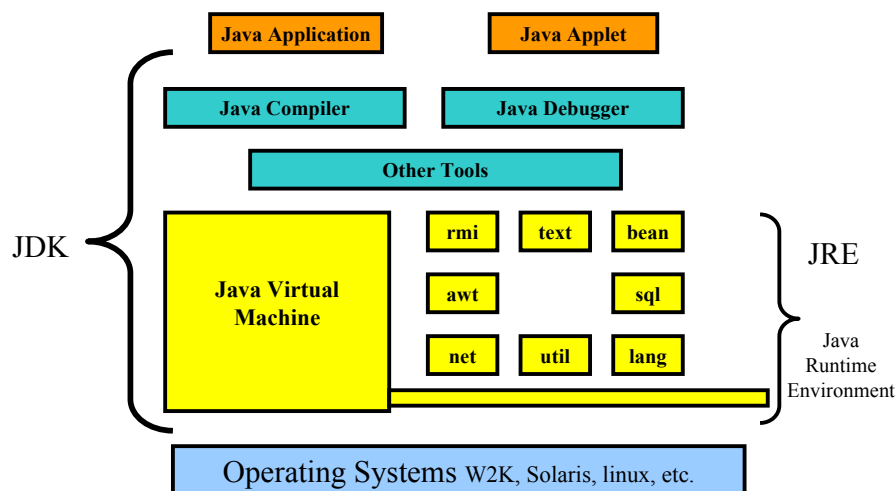 Java Application
Java Applet
Java Compiler
Java Debugger
Other Tools
JDK
Java Virtual
Machine
rmi
text
bean
awt
sql
net
util
lang
JRE
Java
Runtime
Environment
Operating Systems W2K, Solaris, linux, etc.